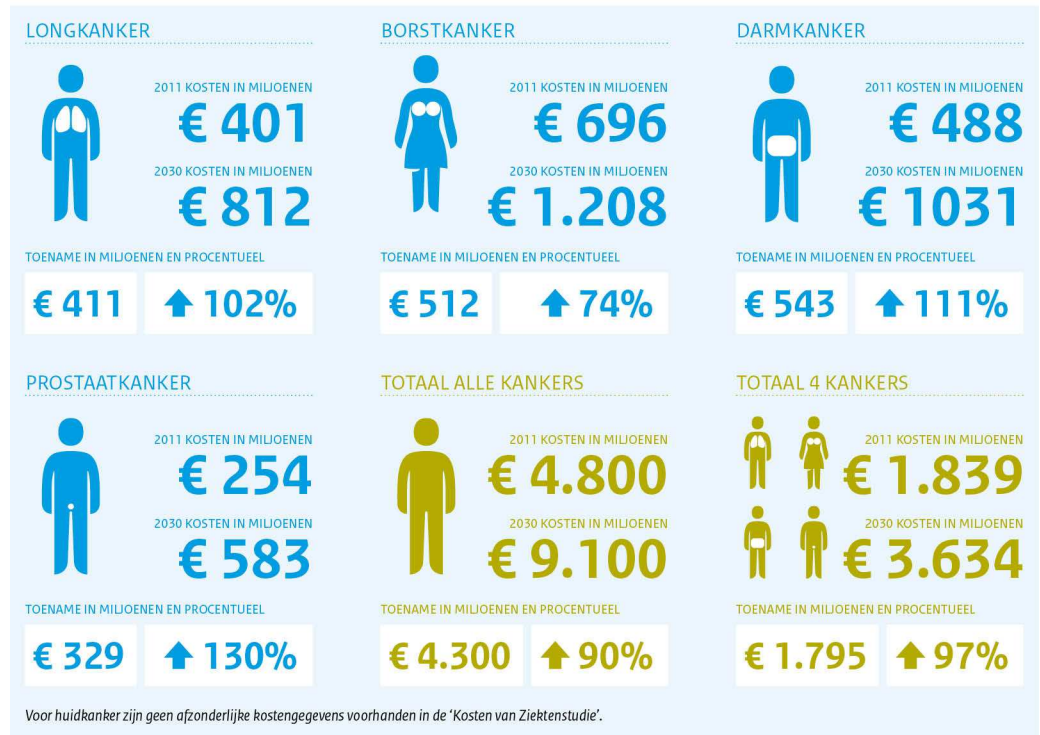 LONGKANKER
2011 KOSTEN IN MILJOENEN
€ 401
2030 KOSTEN IN MILJOENEN
€ 812
TOENAME IN MILJOENEN EN PROCENTUEEL
€ 411 102%
BORSTKANKER
2011 KOSTEN IN MILJOENEN
€ 696
2030 KOSTEN IN MILJOENEN
€ 1.208
TOENAME IN MILJOENEN EN PROCENTUEEL
€ 512 74%
DARMKANKER
2011 KOSTEN IN MILJOENEN
€ 488
2030 KOSTEN IN MILJOENEN
€ 1031
TOENAME IN MILJOENEN EN PROCENTUEEL
€ 543 111%
PROSTAATKANKER
2011 KOSTEN IN MILJOENEN
€ 254
2030 KOSTEN IN MILJOENEN
€ 583
TOENAME IN MILJOENEN EN PROCENTUEEL
€ 329 130%
TOTAAL ALLE KANKERS
2011 KOSTEN IN MILJOENEN
€ 4.800
2030 KOSTEN IN MILJOENEN
€ 9.100
TOENAME IN MILJOENEN EN PROCENTUEEL
€ 4.300 90%
TOTAAL 4 KANKERS
2011 KOSTEN IN MILJOENEN
€ 1.839
2030 KOSTEN IN MILJOENEN
€ 3.634
TOENAME IN MILJOENEN EN PROCENTUEEL
€ 1.795 97%
Voor huidkanker zijn geen afzonderlijke kostengegevens voorhanden in de ‘Kosten van Ziektenstudie’.